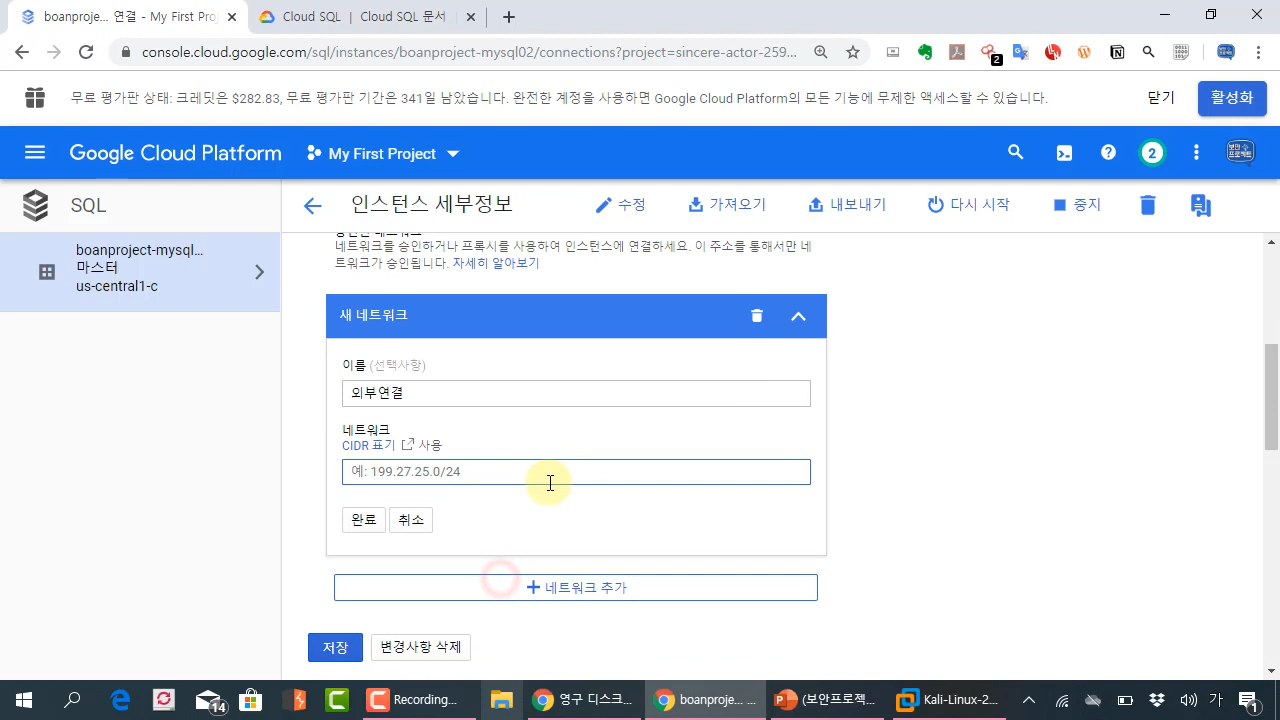 boanproje... 연결 - My First Proj
Cloud SQL | Cloud SQL 문서
console.cloud.google.com/sql/instances/boanproject-mysql02/connections?project=sincere-actor-259...
2
무료 평가판 상태: 크레딧은 $282.83, 무료 평가판 기간은 341일 남았습니다. 완전한 계정을 사용하면 Google Cloud Platform의 모든 기능에 무제한 액세스할 수 있습니다.
닫기
활성화
Google Cloud Platform
My First Project
2
보안
프로젝트
SQL
인스턴스 세부정보
수정
가져오기
내보내기
다시 시작
중지
boanproject-mysql...
마스터
us-central1-c
네트워크를 승인하거나 프록시를 사용하여 인스턴스에 연결하세요. 이 주소를 통해서만 네
트워크가 승인됩니다. 자세히 알아보기
새 네트워크
이름 (선택사항)
외부연결
네트워크
CIDR 표기 사용
예: 199.27.25.0/24
완료
취소
네트워크 추가
저장
변경사항 삭제
14
Recording...
영구 디스크...
boanproje... ...
(보안프로젝...
Kali-Linux-2...
가
1